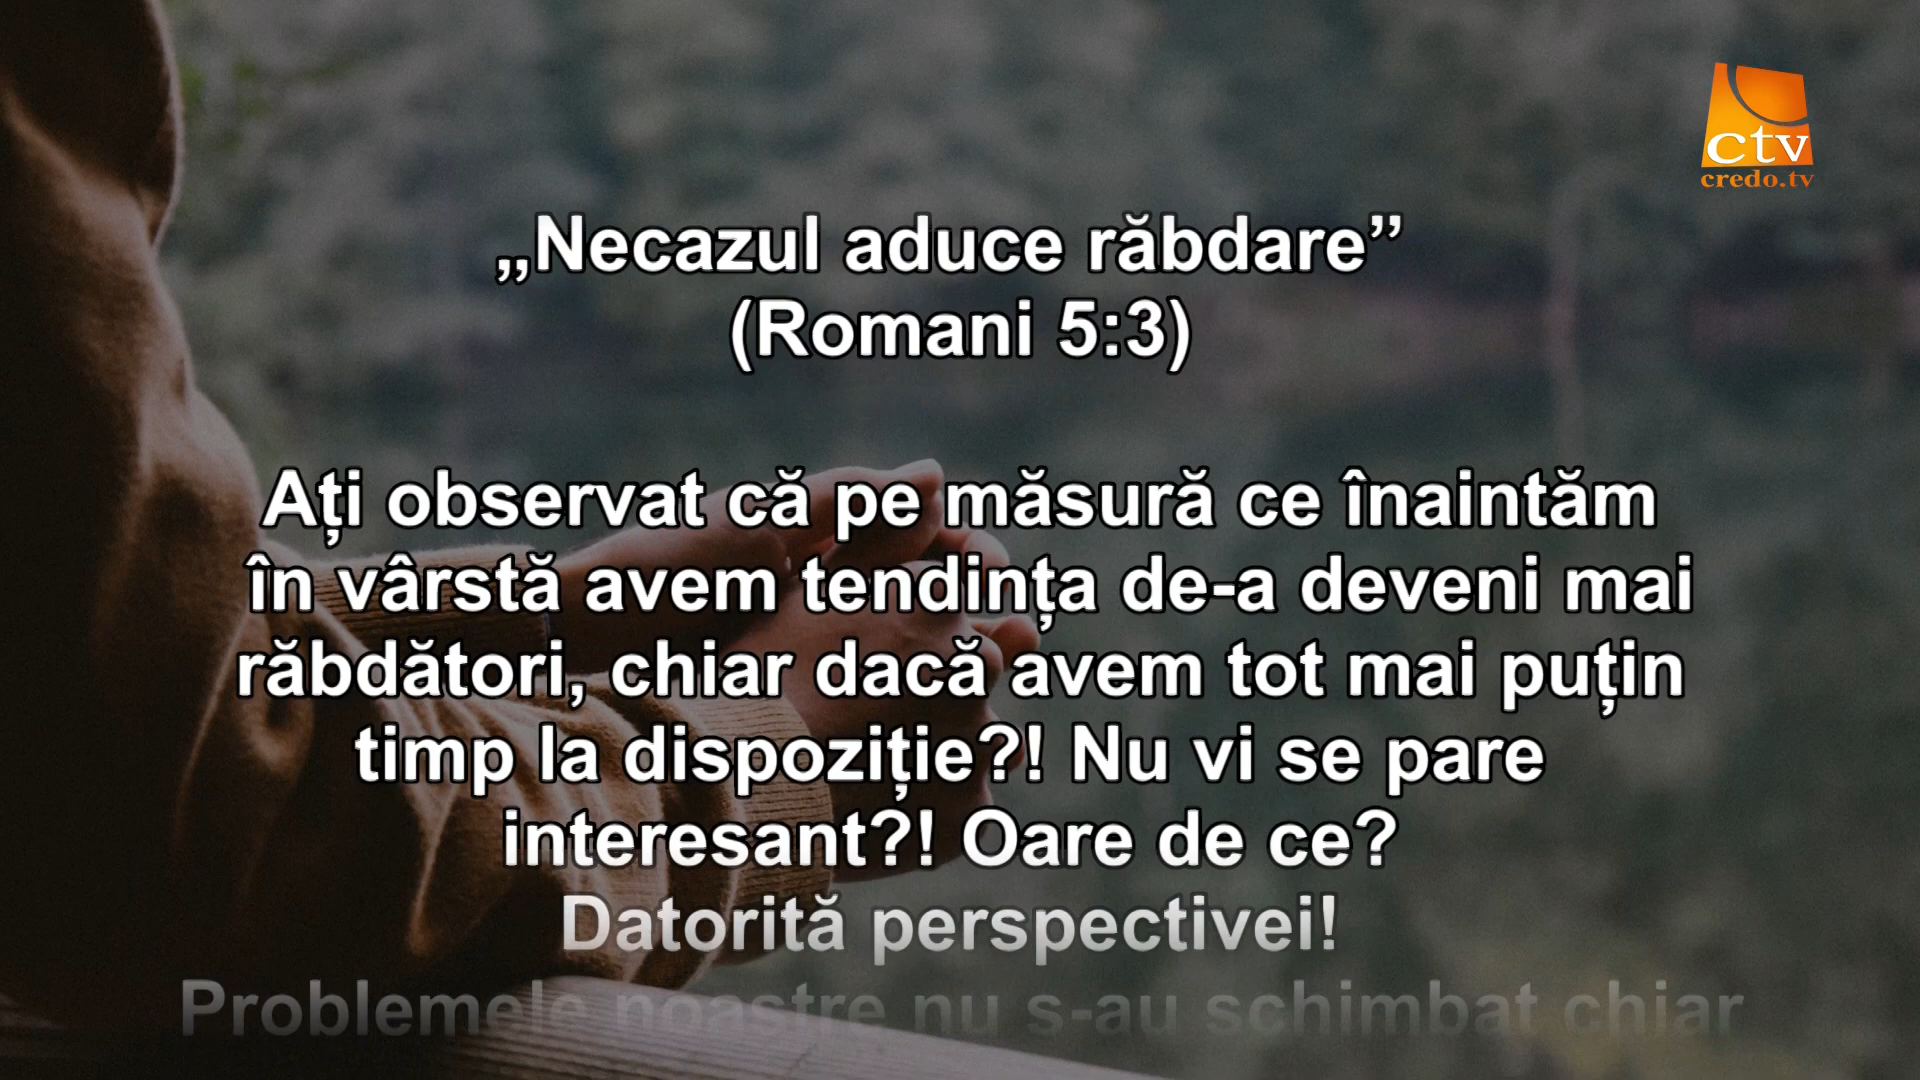 ctv
credo.tv
„Necazul aduce răbdare”
(Romani 5:3)
Ați observat că pe măsură ce înaintăm
în vârstă avem tendința de-a deveni mai
răbdători, chiar dacă avem tot mai puțin
timp la dispoziție?! Nu vi se pare
interesant?! Oare de ce?
Datorită perspectivei!
Problemele noastre nu s-au schimbat chiar